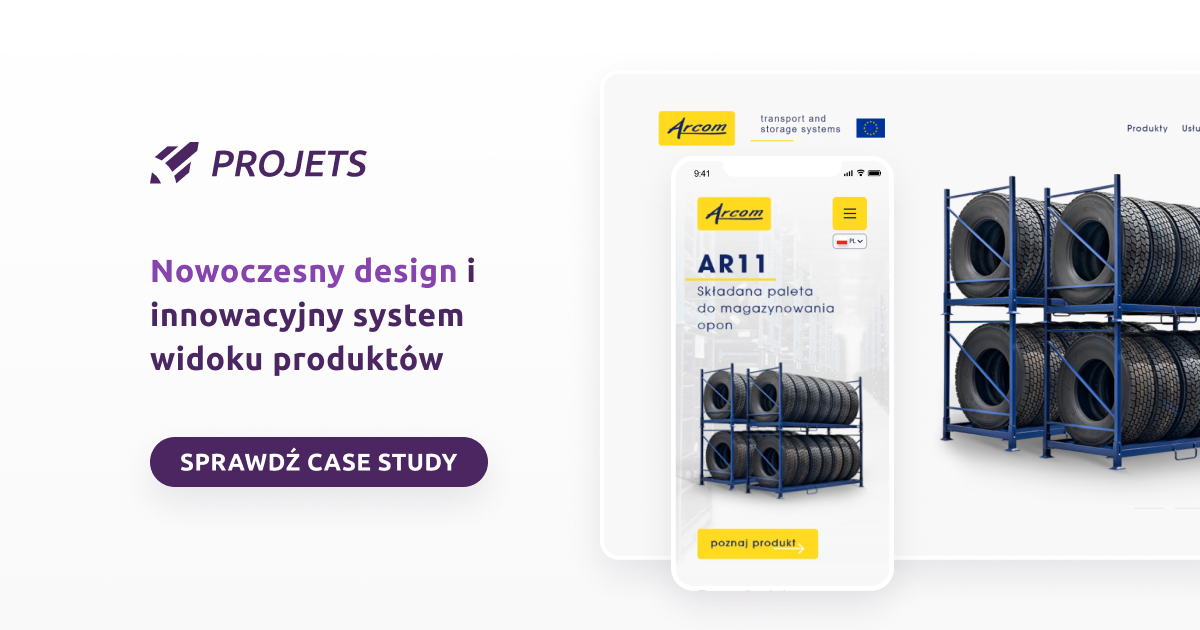 PROJETS
Nowoczesny design i
innowacyjny system
widoku produktów
SPRAWDŹ CASE STUDY
Arcom
transport and
storage systems
Produkty
9:41
Arcom
PL
AR11
Składana paleta
do magazynowania
opon
poznaj produkt